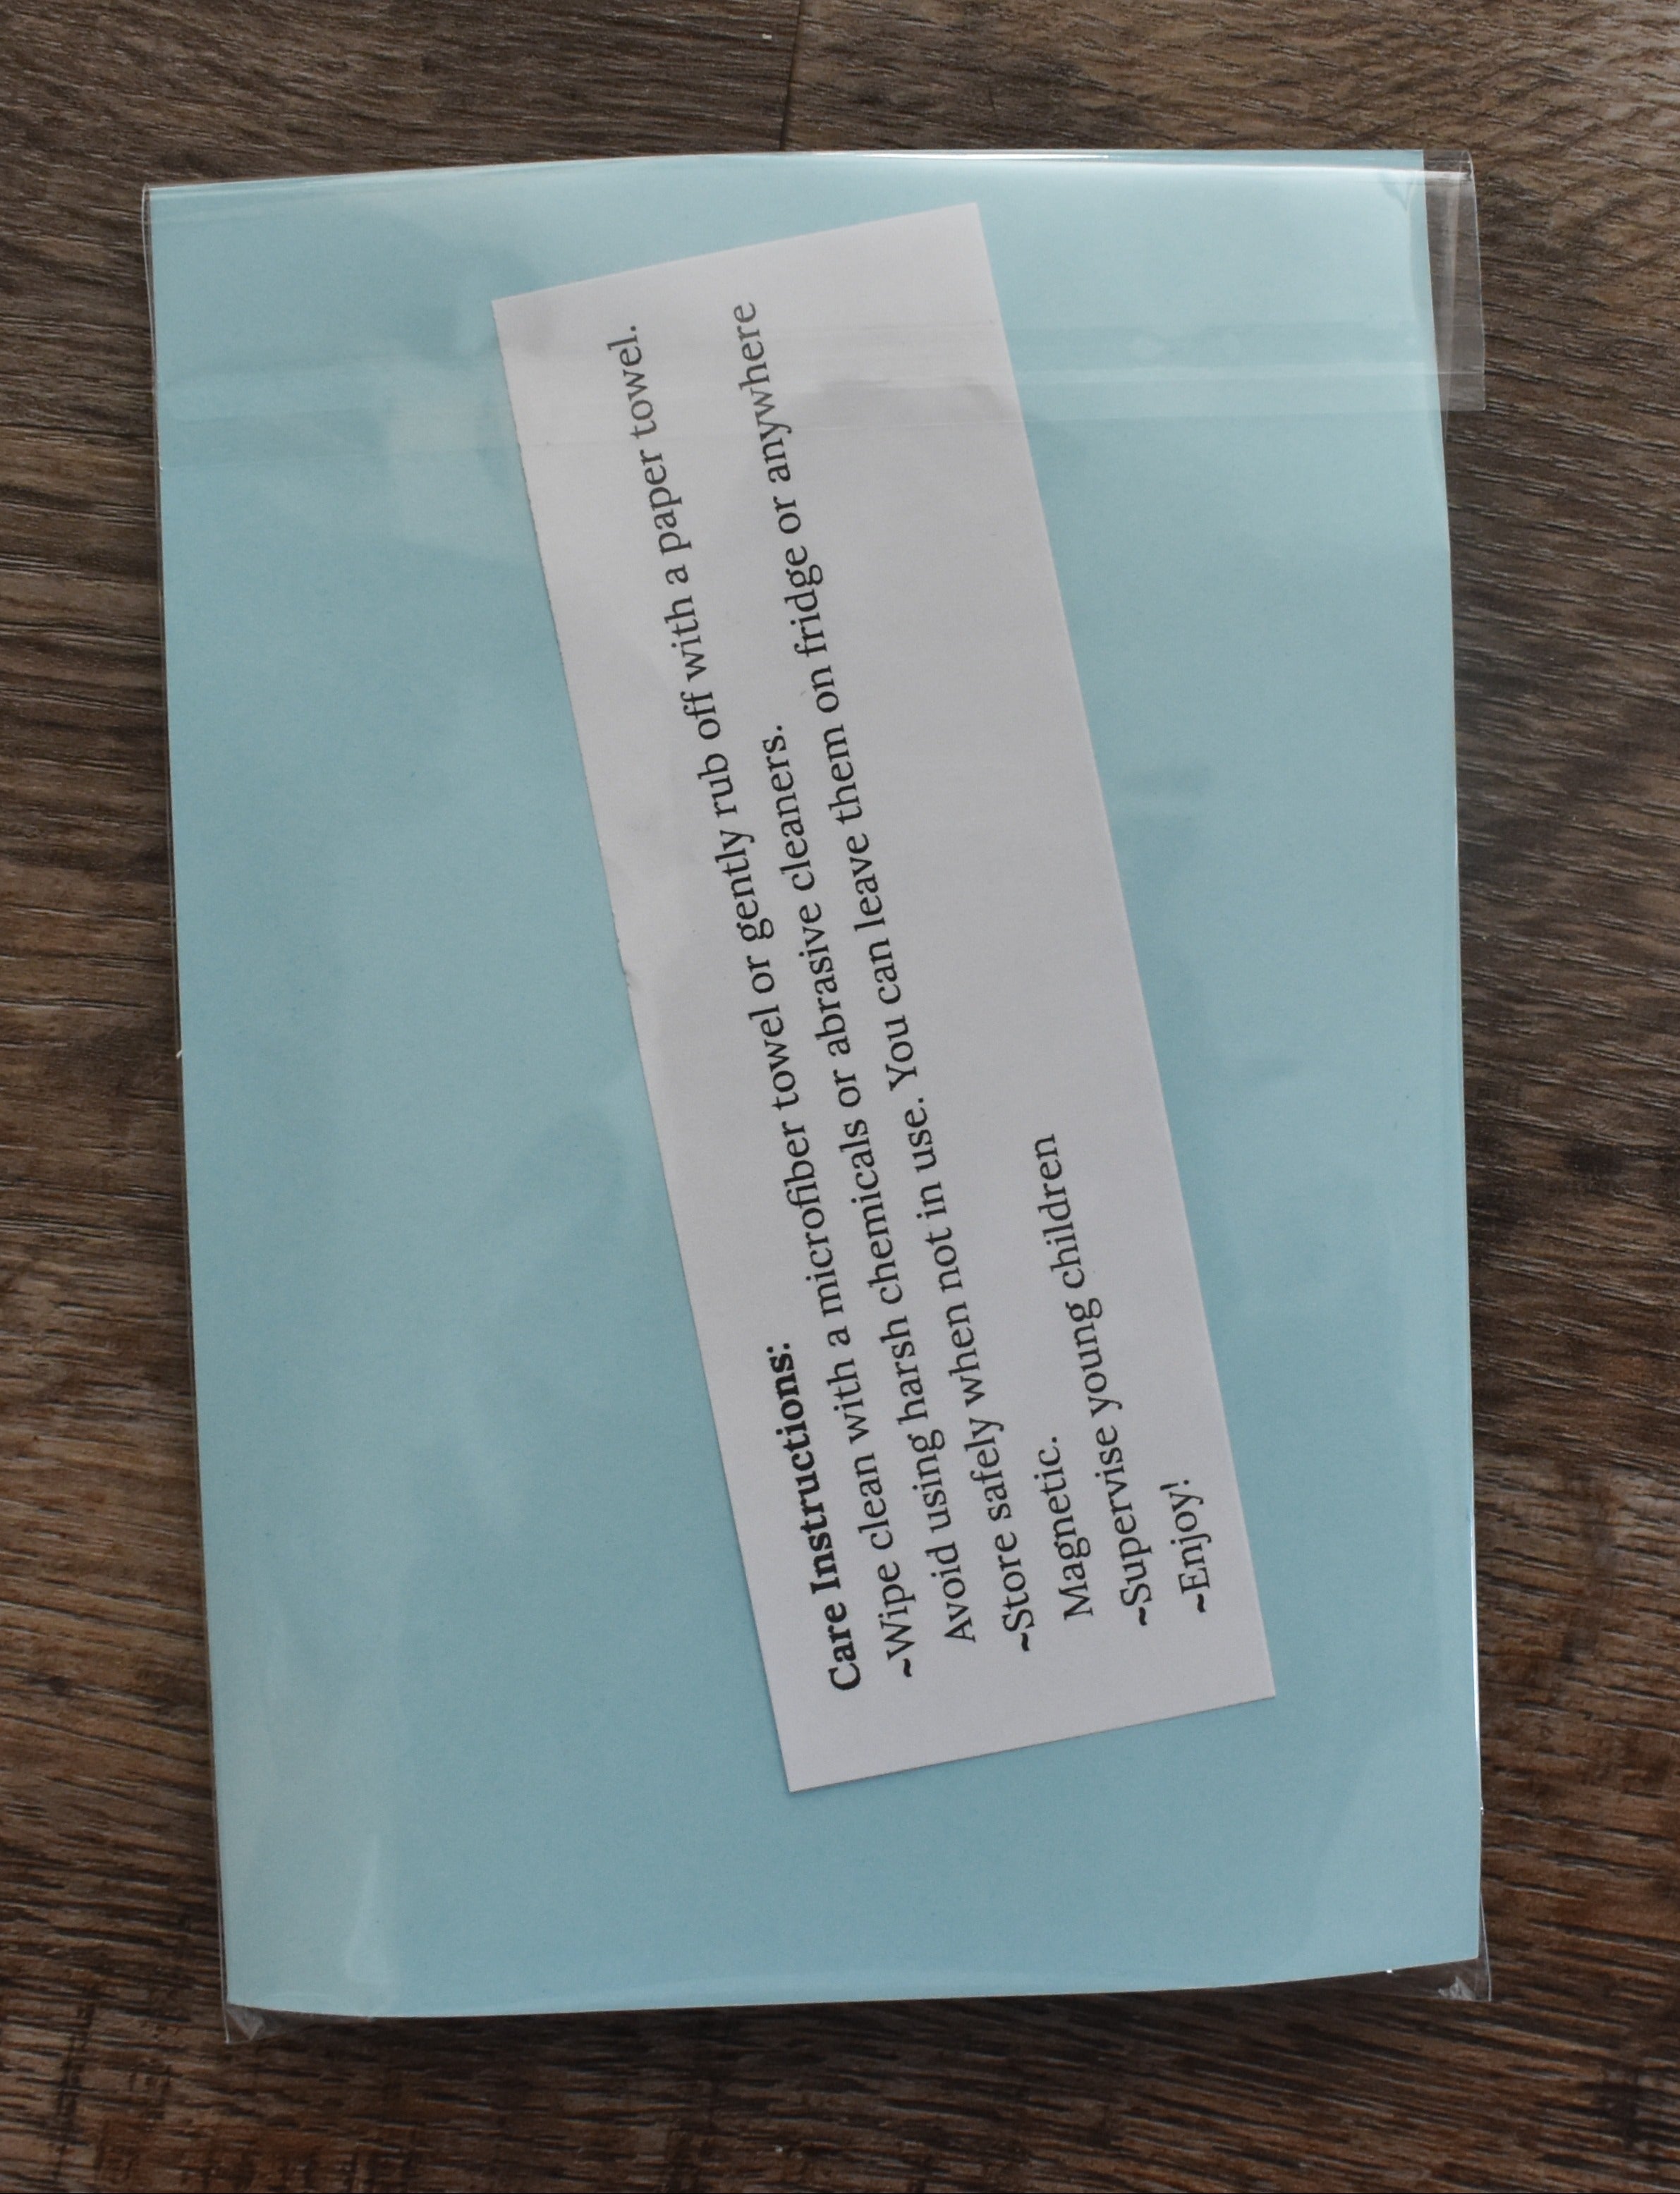 Care Instructions:
~Wipe clean with a microfiber towel or gently rub off with a paper towel.
Avoid using harsh chemicals or abrasive cleaners.
~Store safely when not in use. You can leave them on fridge or anywhere
Magnetic.
~Supervise young children
~Enjoy!